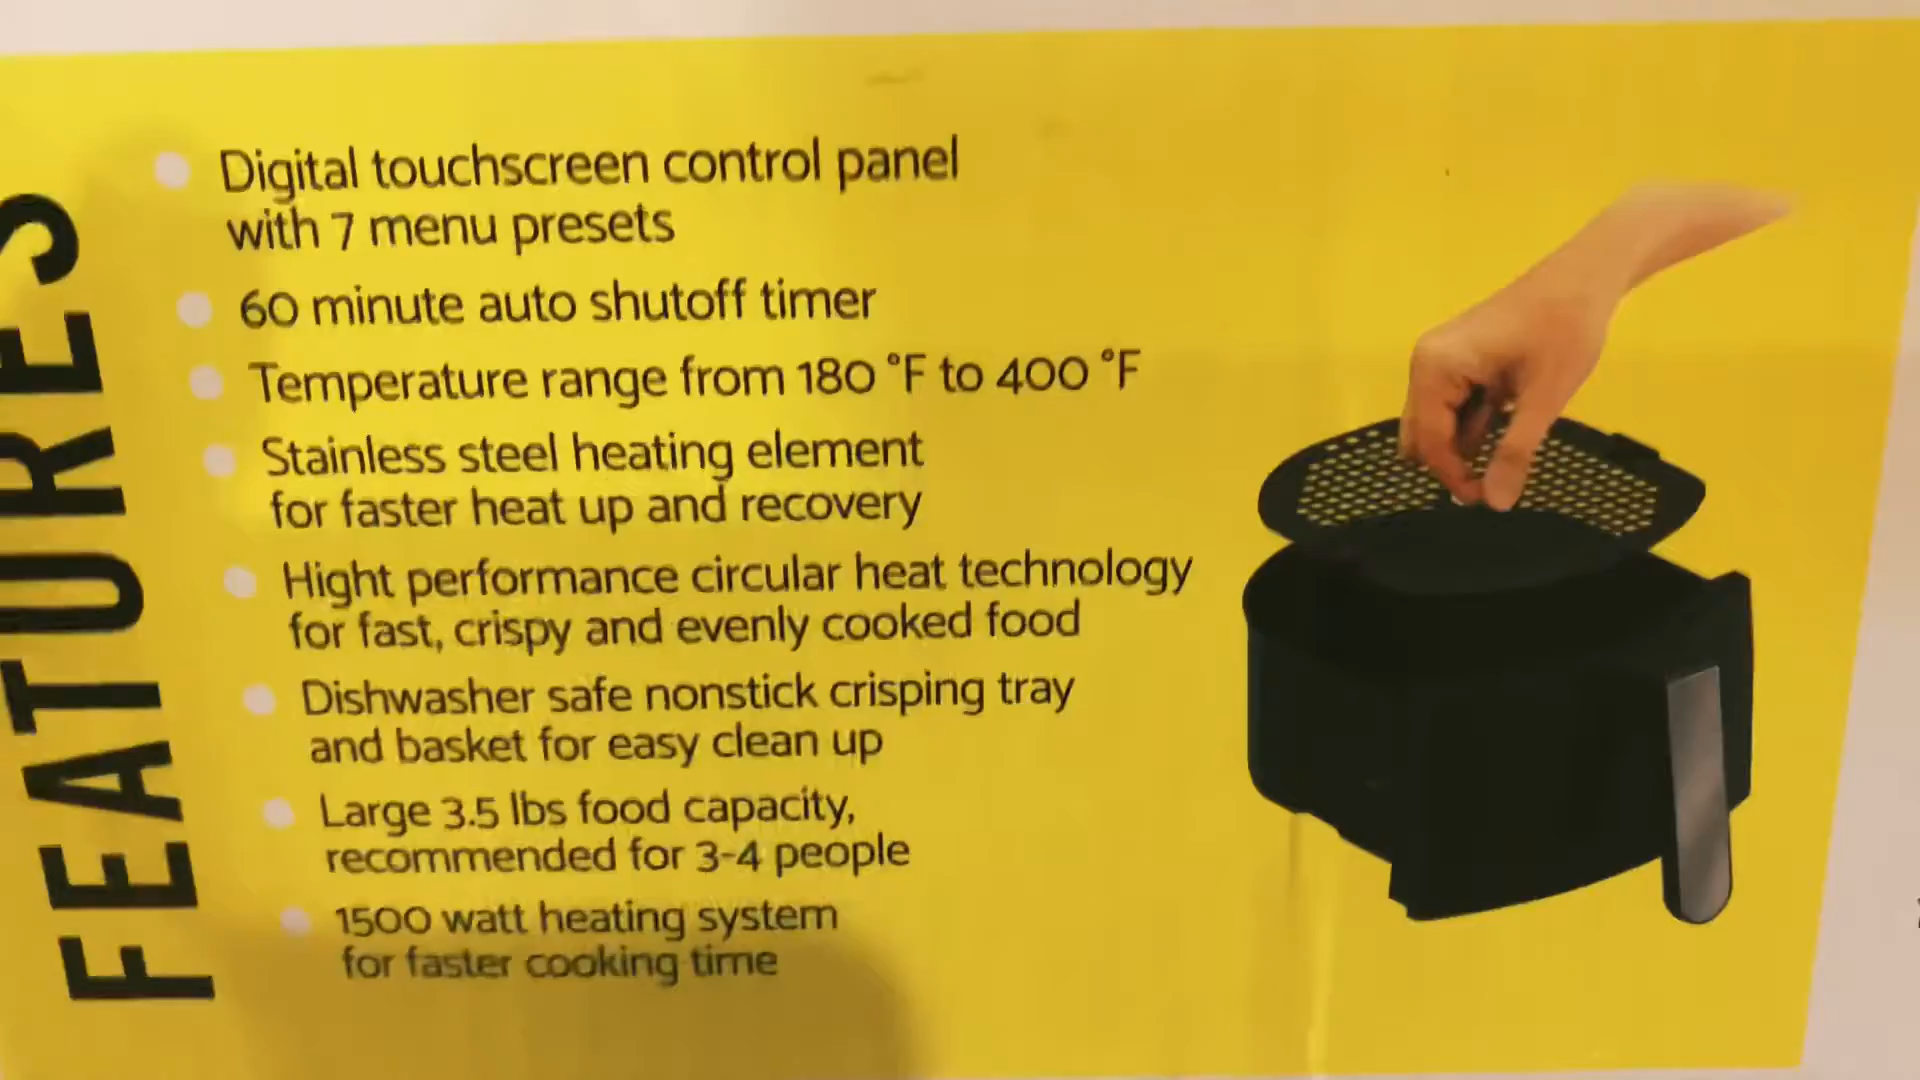 FEATURES
Digital touchscreen control panel
with 7 menu presets
60 minute auto shutoff timer
Temperature range from 180 °F to 400 °F
Stainless steel heating element
for faster heat up and recovery
Hight performance circular heat technology
for fast, crispy and evenly cooked food
Dishwasher safe nonstick crisping tray
and basket for easy clean up
Large 3.5 lbs food capacity,
recommended for 3-4 people
1500 watt heating system
for faster cooking time